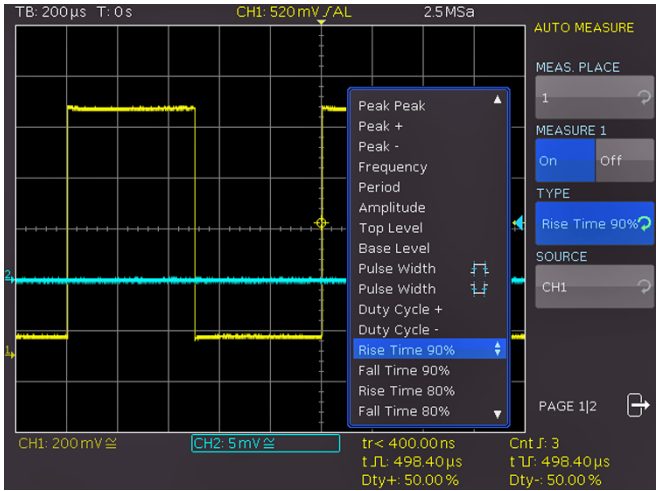 TB: 200 µs T: 0 s CH1: 520 mV AL 2.5 MSa
AUTO MEASURE
MEAS. PLACE
1
MEASURE 1
On Off
TYPE
Rise Time 90%
SOURCE
CH1
PAGE 1|2
Peak Peak
Peak +
Peak -
Frequency
Period
Amplitude
Top Level
Base Level
Pulse Width
Pulse Width
Duty Cycle +
Duty Cycle -
Rise Time 90%
Fall Time 90%
Rise Time 80%
Fall Time 80%
2
1
CH1: 200 mV ≅ CH2: 5 mV ≅
tr< 400.00 ns Cnt ʃ: 3
t ⎍: 498.40 µs t ⎍: 498.40 µs
Dty+: 50.00 % Dty-: 50.00 %